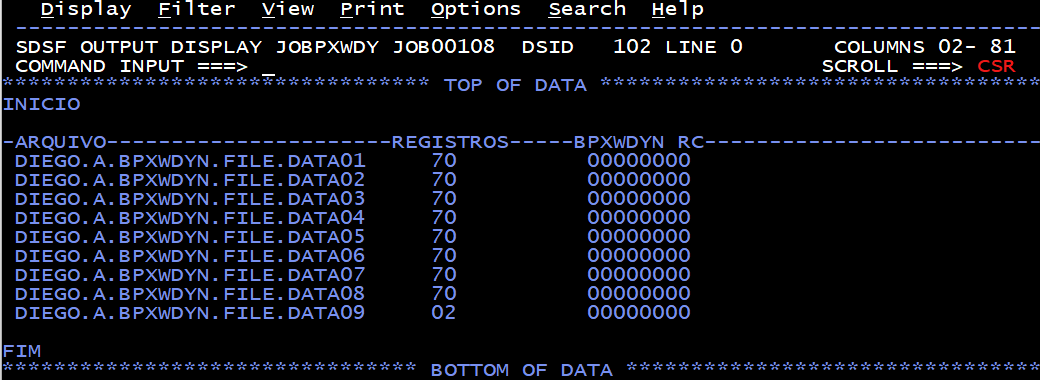 Display Filter View Print Options Search Help
-------------------------------------------------------------------------------
SDSF OUTPUT DISPLAY JOBPXWDY JOB00108 DSID 102 LINE 0 COLUMNS 02- 81
COMMAND INPUT ===> _ SCROLL ===> CSR
********************************* TOP OF DATA **********************************
INICIO
-ARQUIVO----------------------REGISTROS-----BPXWDYN RC--------------------------
DIEGO.A.BPXWDYN.FILE.DATA01 70 00000000
DIEGO.A.BPXWDYN.FILE.DATA02 70 00000000
DIEGO.A.BPXWDYN.FILE.DATA03 70 00000000
DIEGO.A.BPXWDYN.FILE.DATA04 70 00000000
DIEGO.A.BPXWDYN.FILE.DATA05 70 00000000
DIEGO.A.BPXWDYN.FILE.DATA06 70 00000000
DIEGO.A.BPXWDYN.FILE.DATA07 70 00000000
DIEGO.A.BPXWDYN.FILE.DATA08 70 00000000
DIEGO.A.BPXWDYN.FILE.DATA09 02 00000000
FIM
******************************** BOTTOM OF DATA ********************************